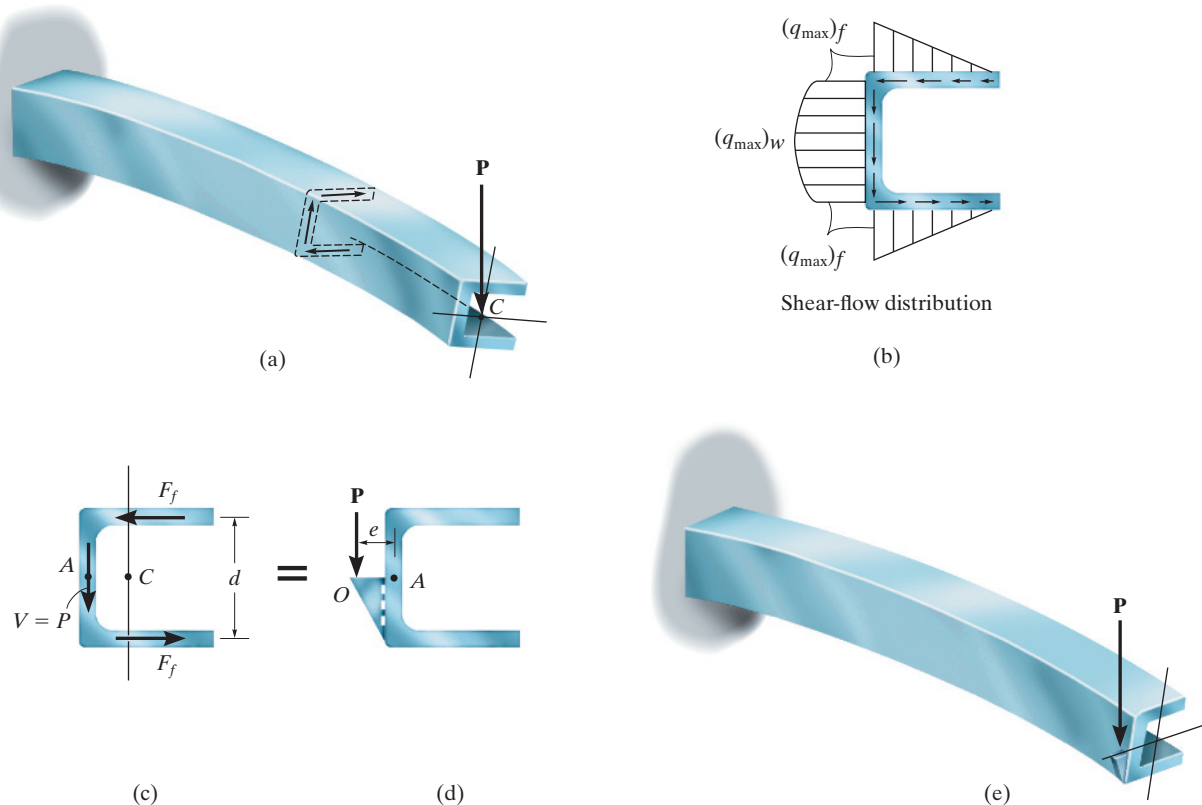 P
C
(a)
(q_max)_f
(q_max)_w
(q_max)_f
Shear-flow distribution
(b)
F_f
A
C
d
V = P
F_f
(c)
=
P
e
O
A
(d)
P
(e)